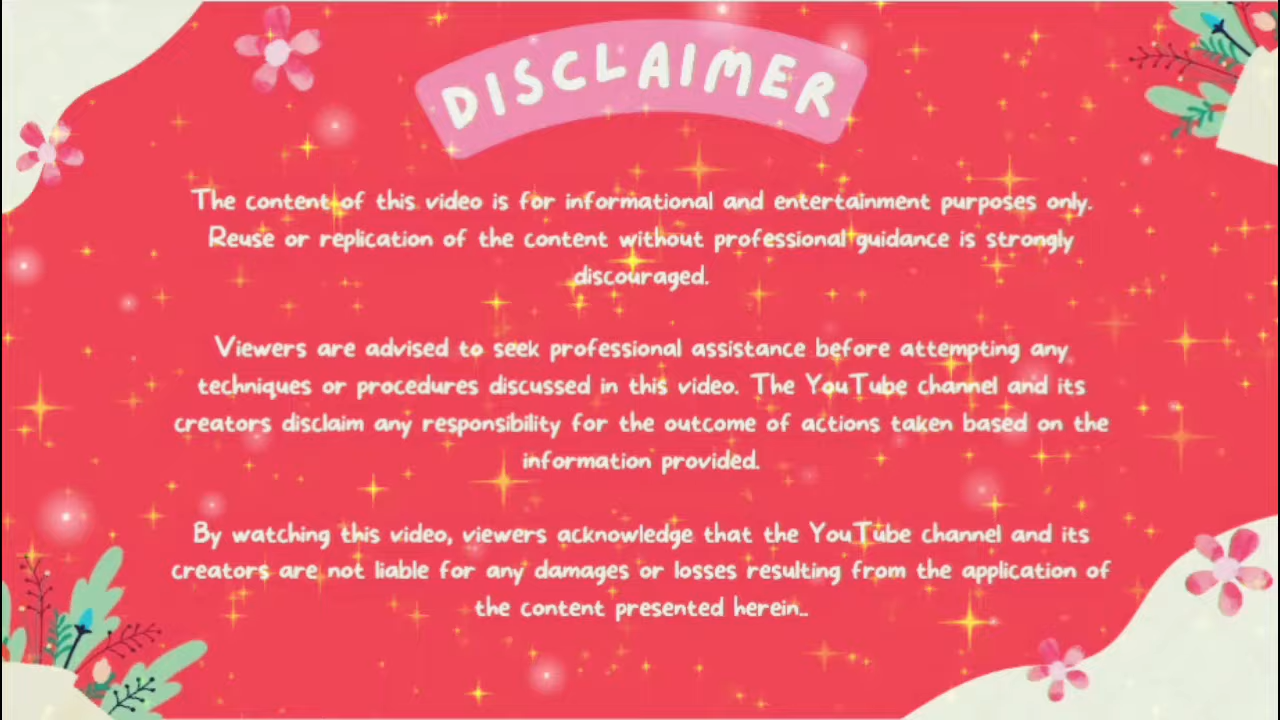 DISCLAIMER
The content of this video is for informational and entertainment purposes only.
Reuse or replication of the content without professional guidance is strongly
discouraged.
Viewers are advised to seek professional assistance before attempting any
techniques or procedures discussed in this video. The YouTube channel and its
creators disclaim any responsibility for the outcome of actions taken based on the
information provided.
By watching this video, viewers acknowledge that the YouTube channel and its
creators are not liable for any damages or losses resulting from the application of
the content presented herein..